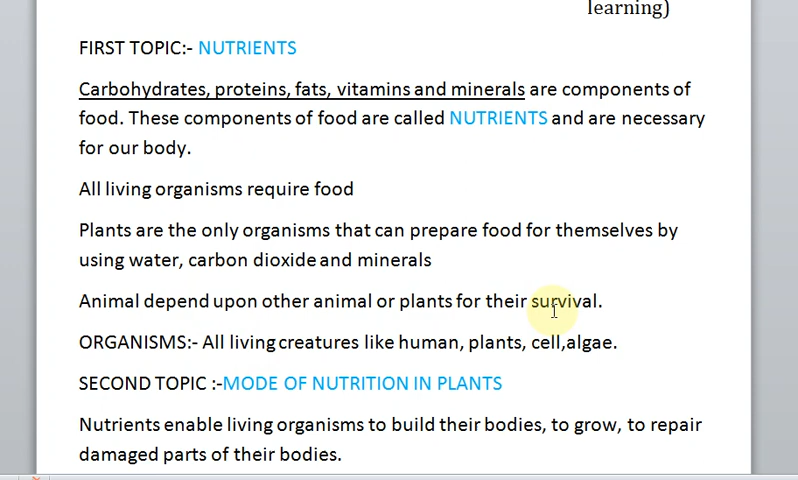 learning)
FIRST TOPIC:- NUTRIENTS
Carbohydrates, proteins, fats, vitamins and minerals are components of
food. These components of food are called NUTRIENTS and are necessary
for our body.
All living organisms require food
Plants are the only organisms that can prepare food for themselves by
using water, carbon dioxide and minerals
Animal depend upon other animal or plants for their survival.
ORGANISMS:- All living creatures like human, plants, cell,algae.
SECOND TOPIC :-MODE OF NUTRITION IN PLANTS
Nutrients enable living organisms to build their bodies, to grow, to repair
damaged parts of their bodies.